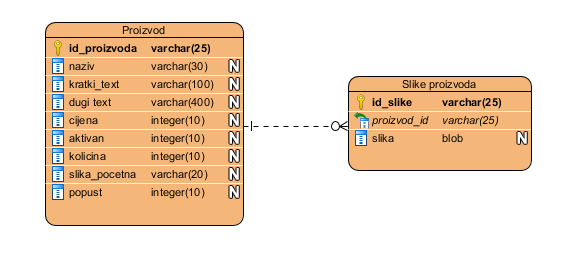 Proizvod
id_proizvoda varchar(25)
naziv varchar(30) N
kratki_text varchar(100) N
dugi text varchar(400) N
cijena integer(10) N
aktivan integer(10) N
kolicina integer(10) N
slika_pocetna varchar(20) N
popust integer(10) N
Slike proizvoda
id_slike varchar(25)
proizvod_id varchar(25)
slika blob N